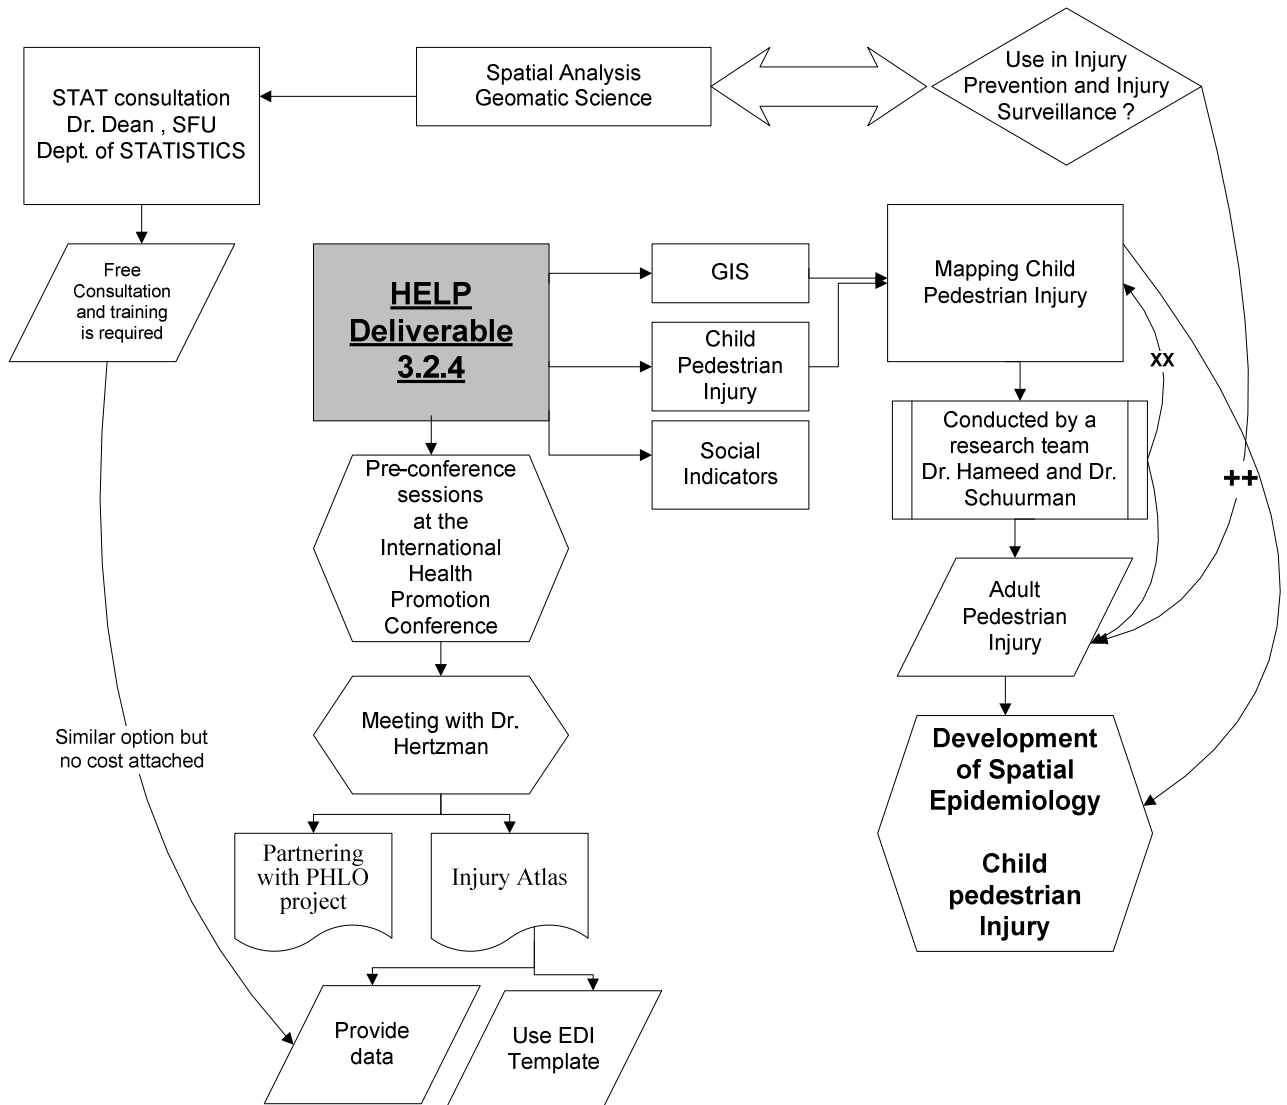 STAT consultation
Dr. Dean , SFU
Dept. of STATISTICS
Spatial Analysis
Geomatic Science
Use in Injury
Prevention and Injury
Surveillance ?
Free
Consultation
and training
is required
HELP
Deliverable
3.2.4
GIS
Child
Pedestrian
Injury
Social
Indicators
Mapping Child
Pedestrian Injury
xx
Conducted by a
research team
Dr. Hameed and Dr.
Schuurman
++
Adult
Pedestrian
Injury
Pre-conference
sessions
at the
International
Health
Promotion
Conference
Meeting with Dr.
Hertzman
Similar option but
no cost attached
Development
of Spatial
Epidemiology
Child
pedestrian
Injury
Partnering
with PHLO
project
Injury Atlas
Provide
data
Use EDI
Template